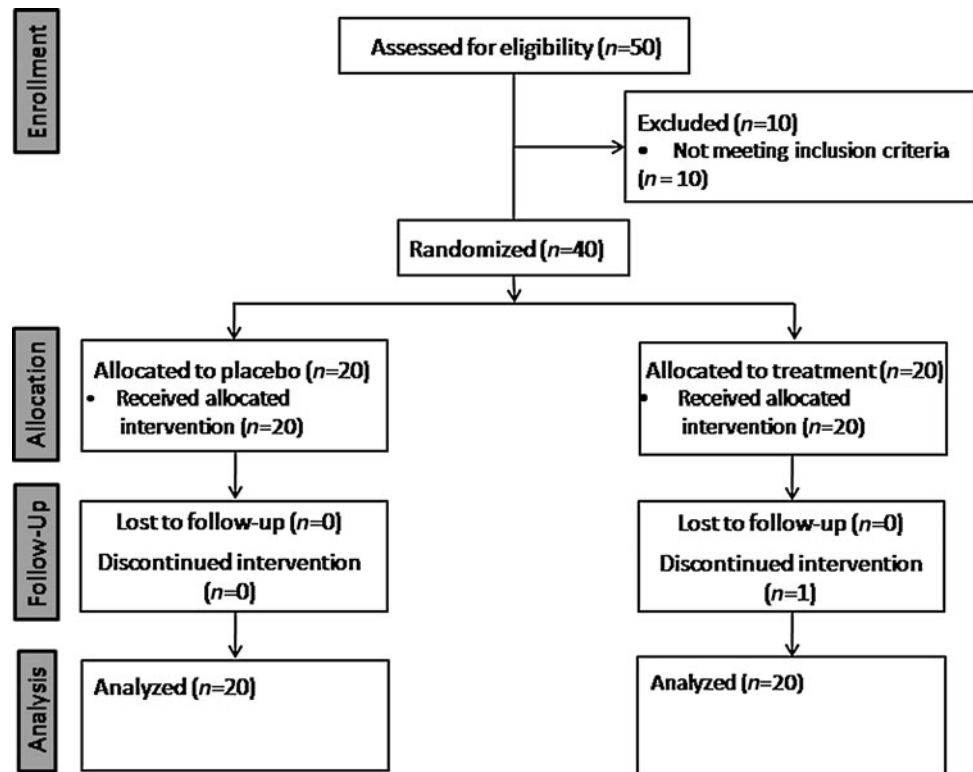 Enrollment
Assessed for eligibility (n=50)
Excluded (n=10)
• Not meeting inclusion criteria
(n = 10)
Randomized (n=40)
Allocation
Allocated to placebo (n=20)
• Received allocated
intervention (n=20)
Allocated to treatment (n=20)
• Received allocated
intervention (n=20)
Follow-Up
Lost to follow-up (n=0)
Discontinued intervention
(n=0)
Lost to follow-up (n=0)
Discontinued intervention
(n=1)
Analysis
Analyzed (n=20)
Analyzed (n=20)